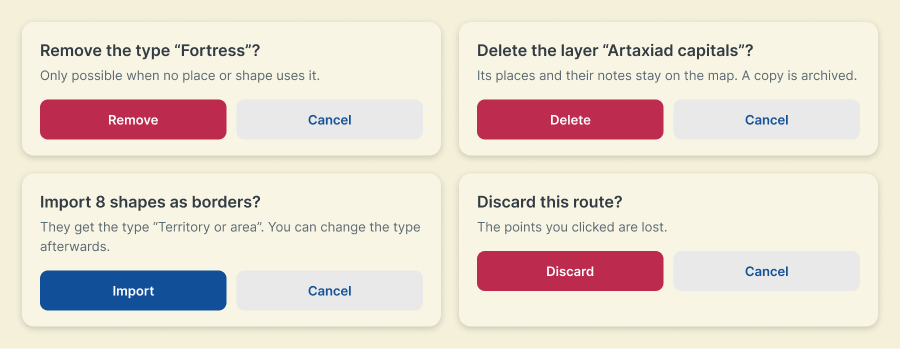 Remove the type “Fortress”?
Only possible when no place or shape uses it.
Remove
Cancel
Delete the layer “Artaxiad capitals”?
Its places and their notes stay on the map. A copy is archived.
Delete
Cancel
Import 8 shapes as borders?
They get the type “Territory or area”. You can change the type
afterwards.
Import
Cancel
Discard this route?
The points you clicked are lost.
Discard
Cancel